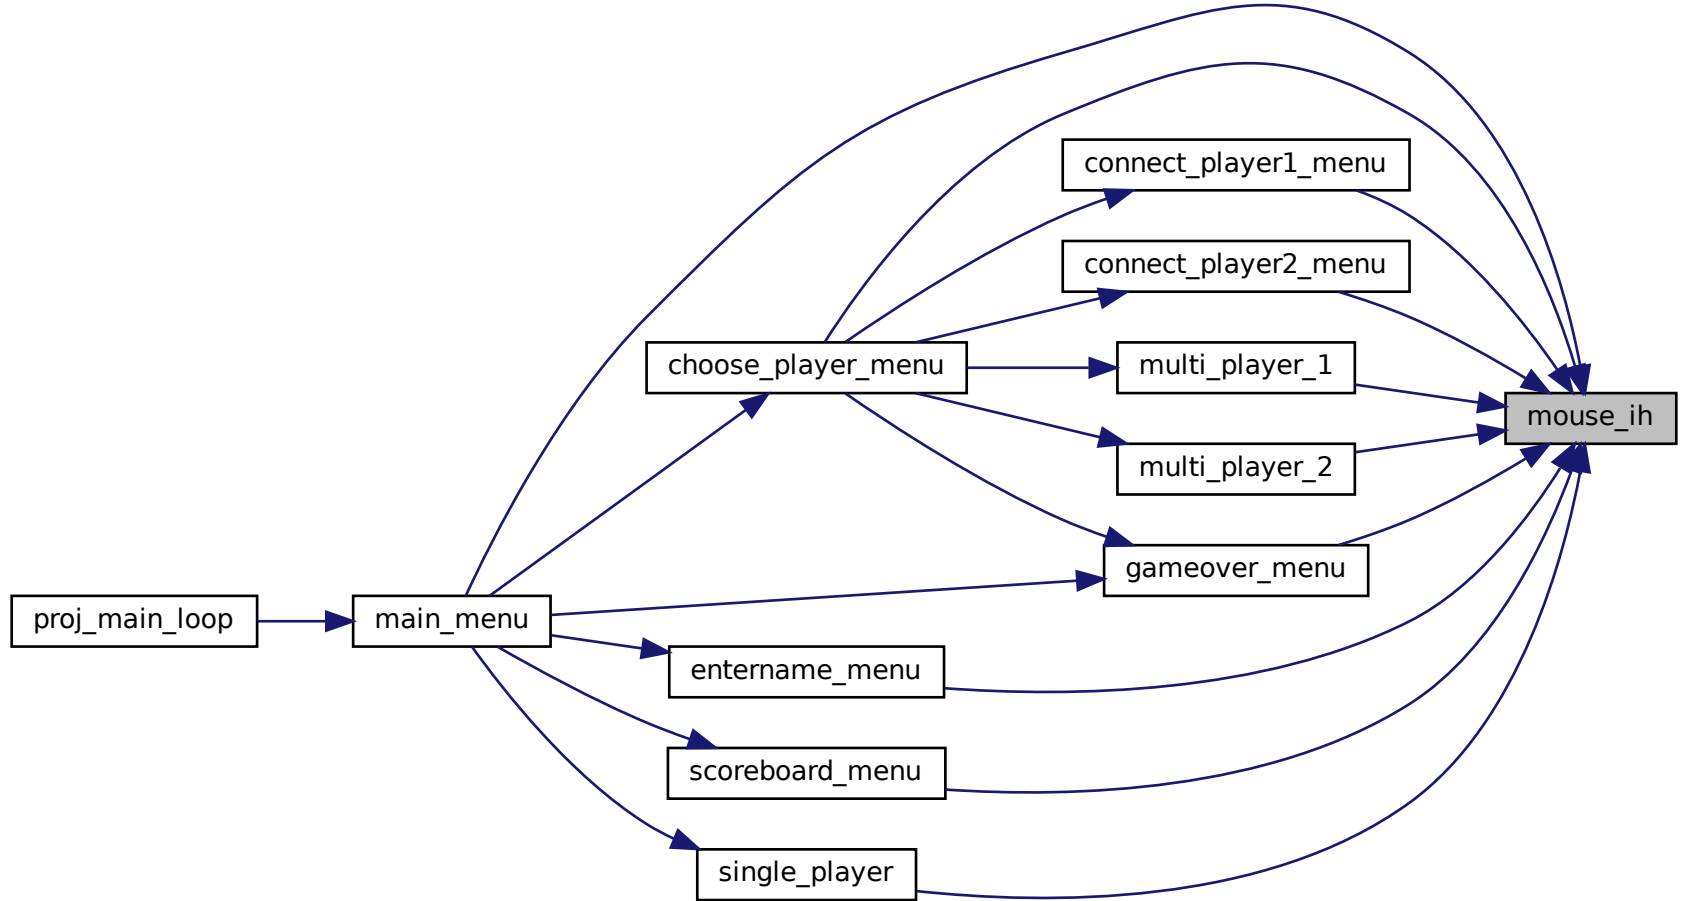 connect_player1_menu
connect_player2_menu
choose_player_menu
multi_player_1
mouse_ih
multi_player_2
gameover_menu
proj_main_loop
main_menu
entername_menu
scoreboard_menu
single_player